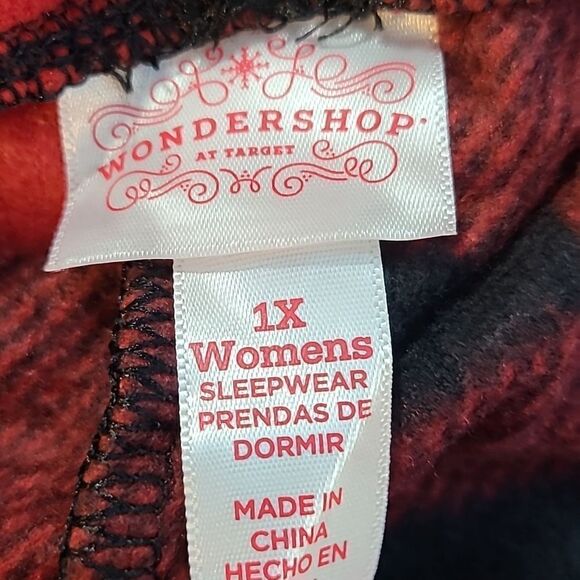 WONDERSHOP
AT TARGET
1X
Womens
SLEEPWEAR
PRENDAS DE
DORMIR
MADE IN
CHINA
HECHO EN